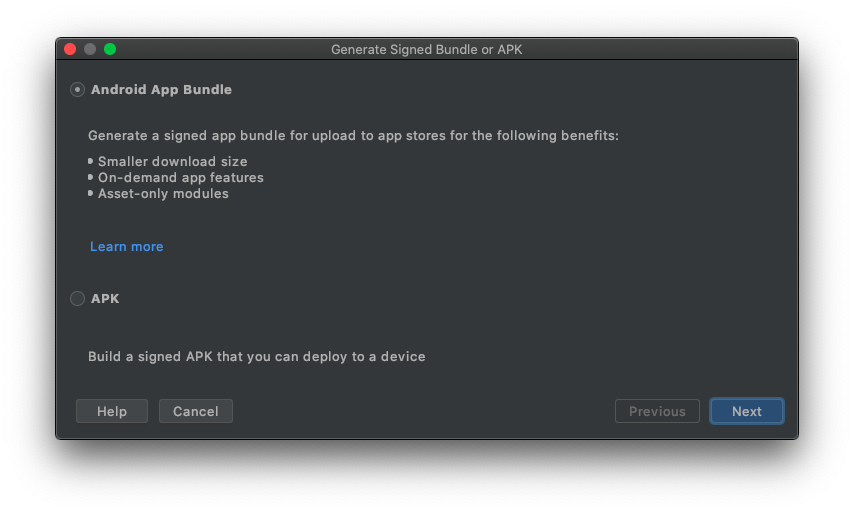 Generate Signed Bundle or APK
Android App Bundle
Generate a signed app bundle for upload to app stores for the following benefits:
Smaller download size
On-demand app features
Asset-only modules
Learn more
APK
Build a signed APK that you can deploy to a device
Help Cancel Previous Next